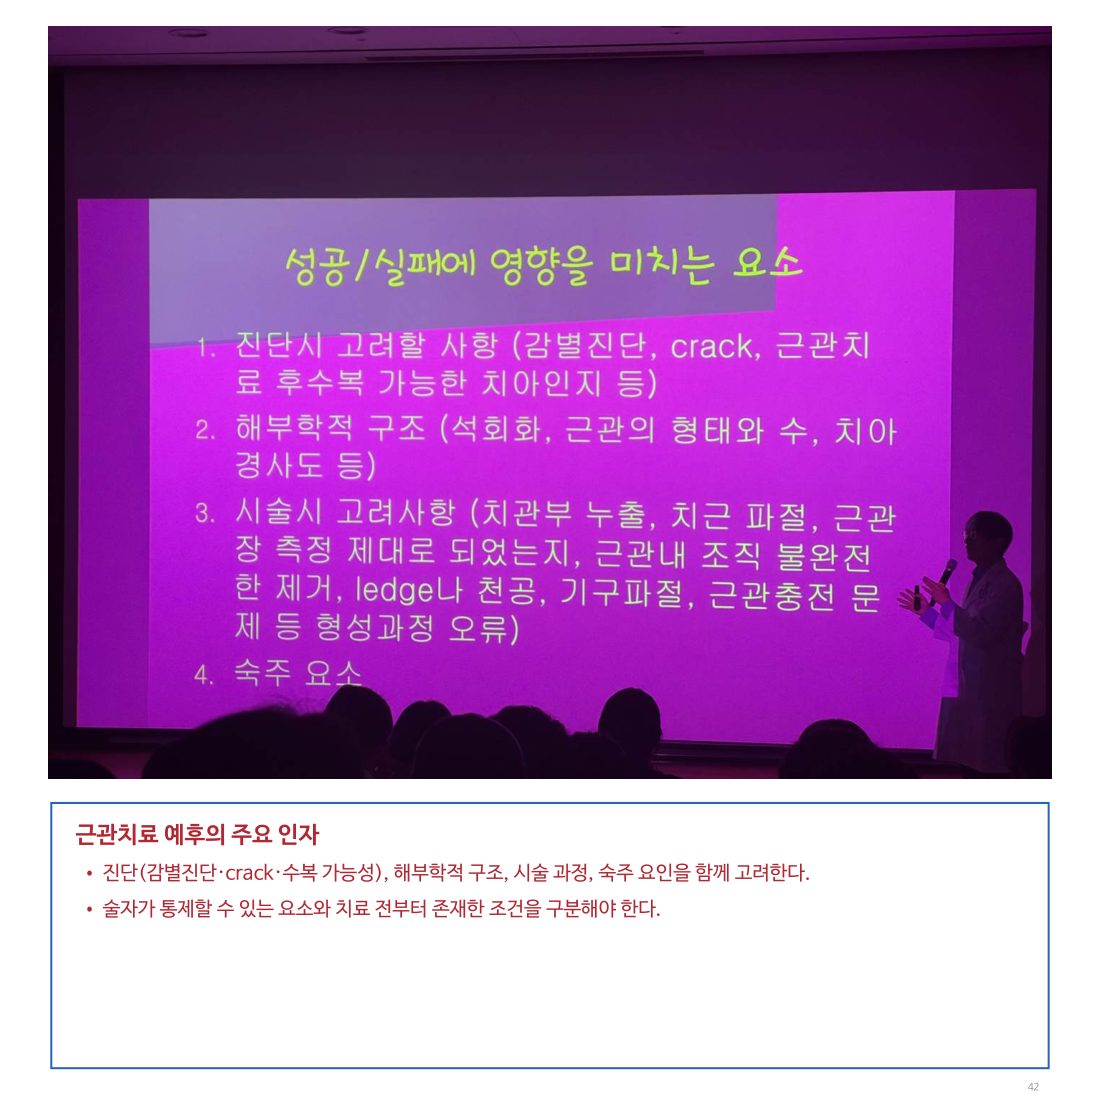 성공/실패에 영향을 미치는 요소
1. 진단시 고려할 사항 (감별진단, crack, 근관치
료 후수복 가능한 치아인지 등)
2. 해부학적 구조 (석회화, 근관의 형태와 수, 치아
경사도 등)
3. 시술시 고려사항 (치관부 누출, 치근 파절, 근관
장 측정 제대로 되었는지, 근관내 조직 불완전
한 제거, ledge나 천공, 기구파절, 근관충전 문
제 등 형성과정 오류)
4. 숙주 요소
근관치료 예후의 주요 인자
• 진단(감별진단·crack·수복 가능성), 해부학적 구조, 시술 과정, 숙주 요인을 함께 고려한다.
• 술자가 통제할 수 있는 요소와 치료 전부터 존재한 조건을 구분해야 한다.
42